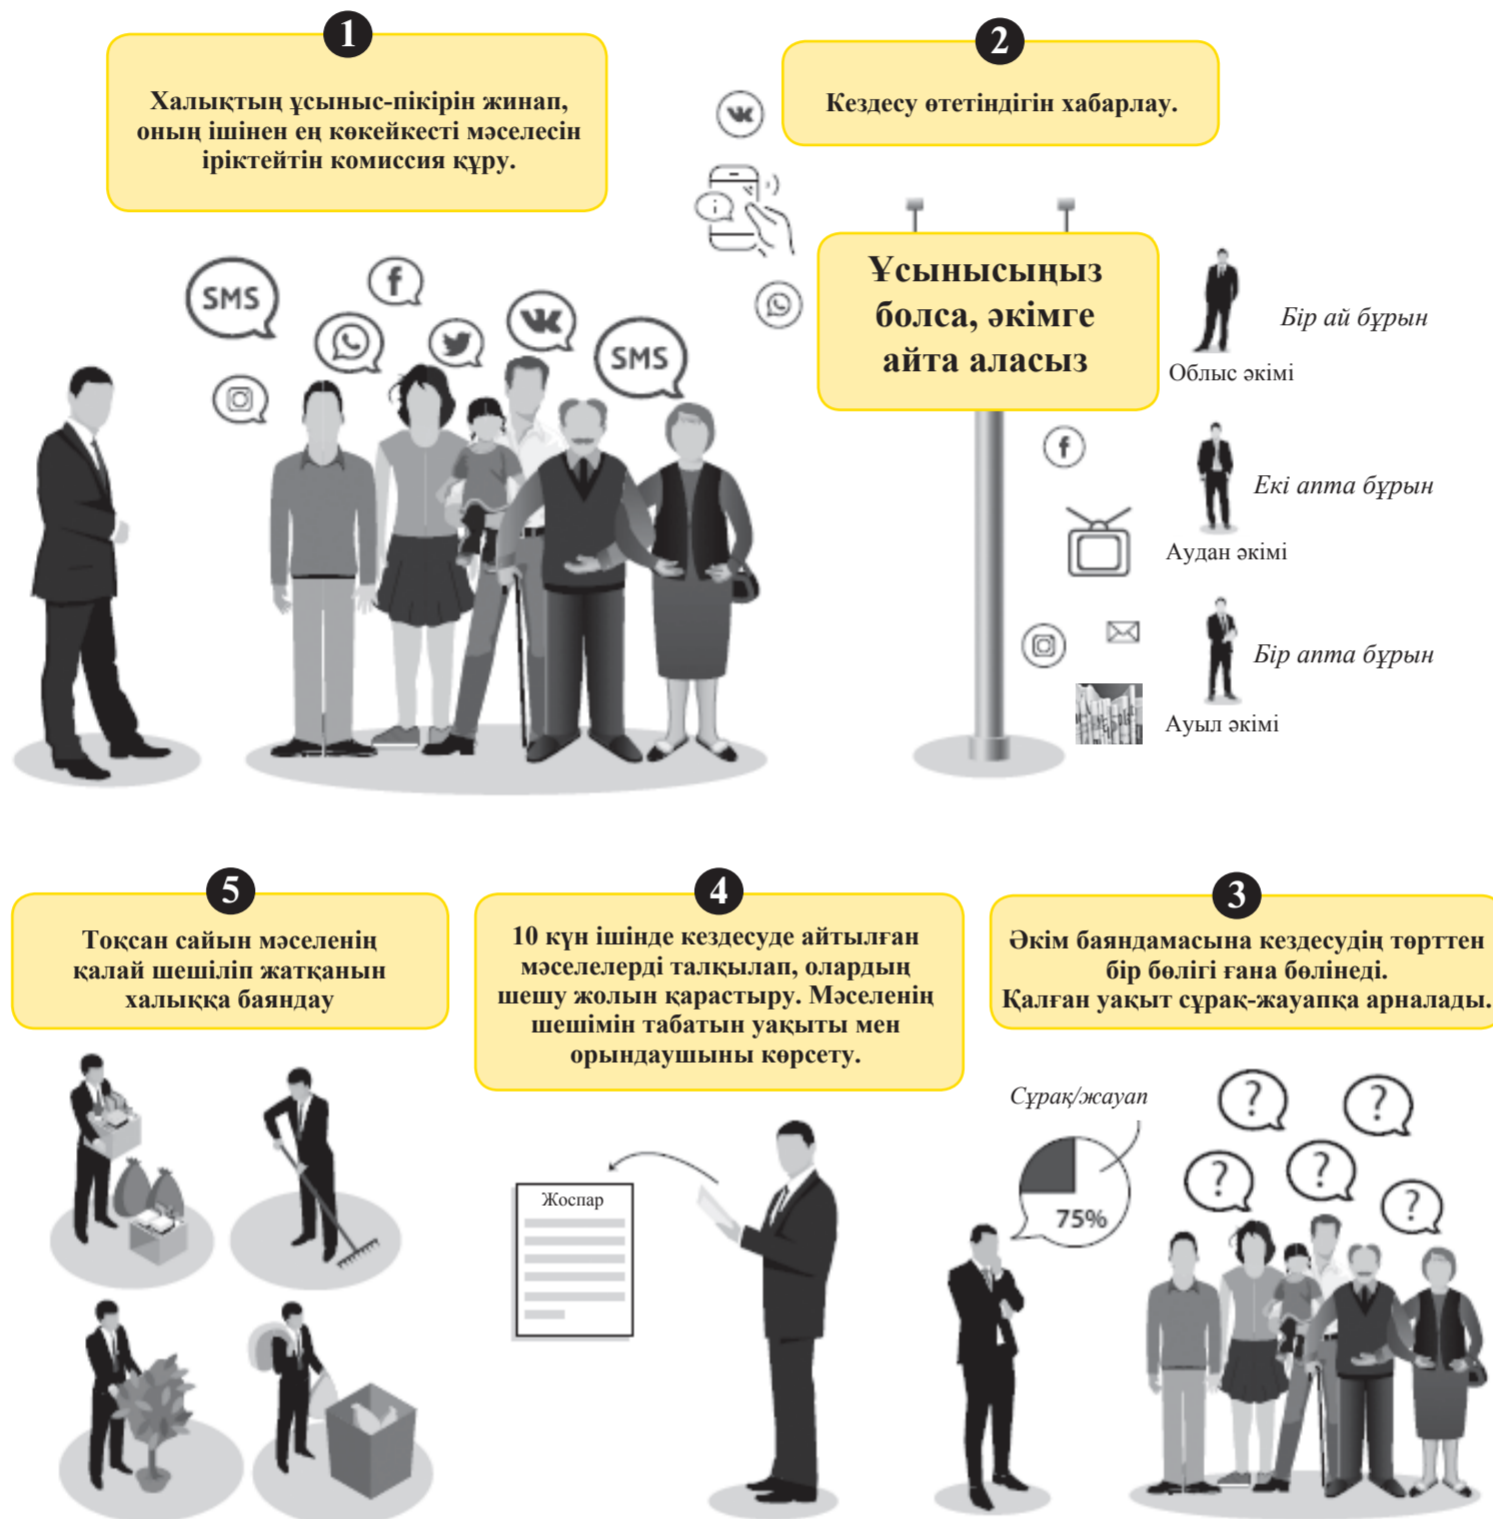 1
Халықтың ұсыныс-пікірін жинап,
оның ішінен ең көкейкесті мәселесін
іріктейтін комиссия құру.
SMS
SMS
2
Кездесу өтетіндігін хабарлау.
Ұсынысыңыз
болса, әкімге
айта аласыз
Бір ай бұрын
Облыс әкімі
Екі апта бұрын
Аудан әкімі
Бір апта бұрын
Ауыл әкімі
3
Әкім баяндамасына кездесудің төрттен
бір бөлігі ғана бөлінеді.
Қалған уақыт сұрақ-жауапқа арналады.
Сұрақ/жауап
75%
?
?
?
?
?
4
10 күн ішінде кездесуде айтылған
мәселелерді талқылап, олардың
шешу жолын қарастыру. Мәселенің
шешімін табатын уақыты мен
орындаушыны көрсету.
Жоспар
5
Тоқсан сайын мәселенің
қалай шешіліп жатқанын
халыққа баяндау